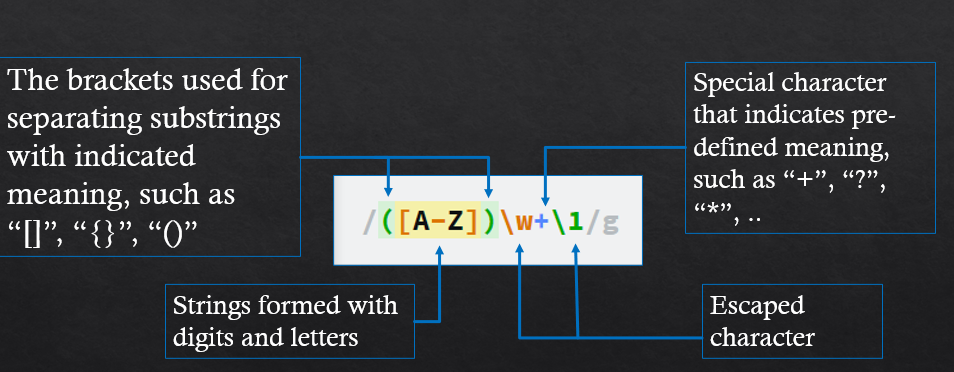 The brackets used for
separating substrings
with indicated
meaning, such as
“[]”, “{}”, “()”
Special character
that indicates pre-
defined meaning,
such as “+”, “?”,
“*”, ..
/([A-Z])\w+\1/g
Strings formed with
digits and letters
Escaped
character